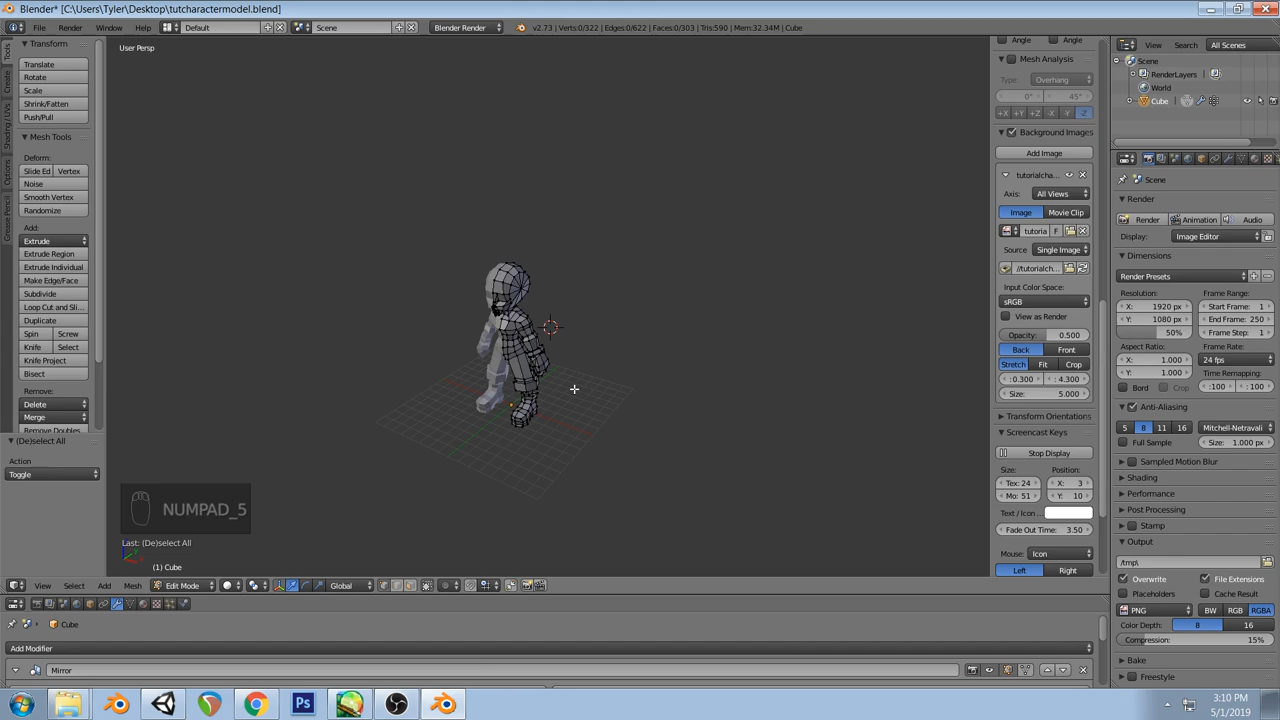 Blender* [C:\Users\Tyler\Desktop\tutcharactermodel.blend]
File Render Window Help Default Scene Blender Render v2.73 | Verts:0/322 | Edges:0/622 | Faces:0/303 | Tris:590 | Mem:32.34M | Cube
Tools
Create
Shading / UVs
Options
Grease Pencil
Transform
Translate
Rotate
Scale
Shrink/Fatten
Push/Pull
Mesh Tools
Deform:
Slide Ed Vertex
Noise
Smooth Vertex
Randomize
Add:
Extrude
Extrude Region
Extrude Individual
Make Edge/Face
Subdivide
Loop Cut and Sli...
Duplicate
Spin Screw
Knife Select
Knife Project
Bisect
Remove:
Delete
Merge
Remove Doubles
(De)select All
Action
Toggle
User Persp
NUMPAD_5
Last: (De)select All
(1) Cube
View Select Add Mesh Edit Mode Global
Cube
Add Modifier
Mirror
Angle Angle
Mesh Analysis
Type: Overhang
0° 45°
+X +Y +Z -X -Y -Z
Background Images
Add Image
tutorialcha...
Axis: All Views
Image Movie Clip
tutoria F
Source Single Image
//tutorialch...
Input Color Space:
sRGB
View as Render
Opacity: 0.500
Back Front
Stretch Fit Crop
: 0.300 : 4.300
Size: 5.000
Transform Orientations
Screencast Keys
Stop Display
Size: Position:
Tex: 24 X: 3
Mo: 51 Y: 10
Text / Icon ...
Fade Out Time: 3.50
Mouse: Icon
Left Right
View Search All Scenes
Scene
RenderLayers
World
Cube
Scene
Render
Render Animation Audio
Display: Image Editor
Dimensions
Render Presets
Resolution: Frame Range:
X: 1920 px Start Frame: 1
Y: 1080 px End Frame: 250
50% Frame Step: 1
Aspect Ratio: Frame Rate:
X: 1.000 24 fps
Y: 1.000 Time Remapping:
Bord Crop :100 :100
Anti-Aliasing
5 8 11 16 Mitchell-Netravali
Full Sample Size: 1.000 px
Sampled Motion Blur
Shading
Performance
Post Processing
Stamp
Output
/tmp\
Overwrite File Extensions
Placeholders Cache Result
PNG BW RGB RGBA
Color Depth: 8 16
Compression: 15%
Bake
Freestyle
Ps
3:10 PM
5/1/2019